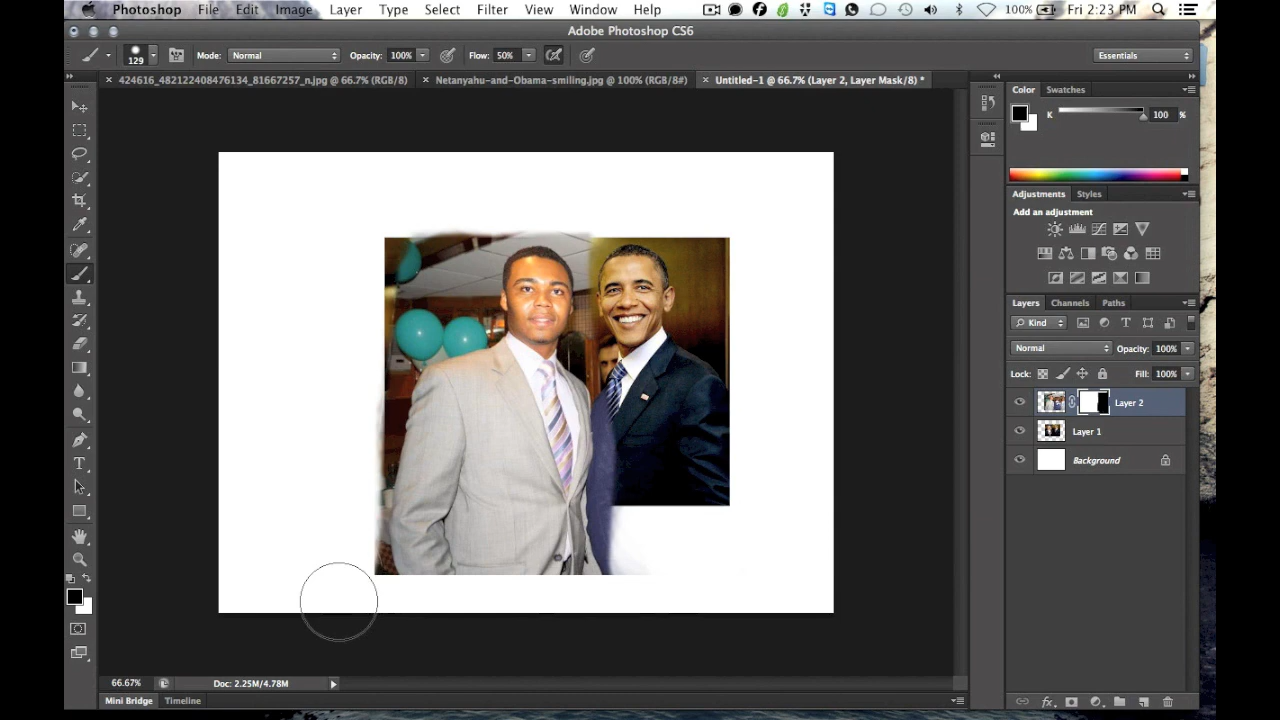 Photoshop File Edit Image Layer Type Select Filter View Window Help 100% Fri 2:23 PM
Adobe Photoshop CS6
129 Mode: Normal Opacity: 100% Flow: 50% Essentials
424616_482122408476134_81667257_n.jpg @ 66.7% (RGB/8) Netanyahu-and-Obama-smiling.jpg @ 100% (RGB/8#) Untitled-1 @ 66.7% (Layer 2, Layer Mask/8) *
Color Swatches
K 100 %
Adjustments Styles
Add an adjustment
Layers Channels Paths
Kind
Normal Opacity: 100%
Lock: Fill: 100%
Layer 2
Layer 1
Background
66.67% Doc: 2.25M/4.78M
Mini Bridge Timeline